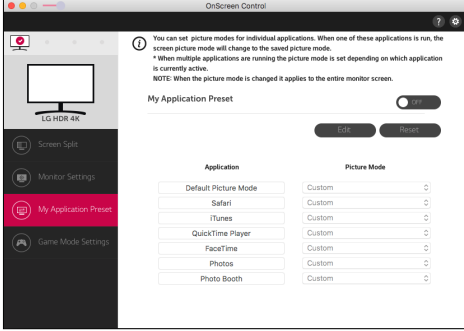 OnScreen Control
?
i
You can set picture modes for individual applications. When one of these applications is run, the
screen picture mode will change to the saved picture mode.
* When multiple applications are running the picture mode is set depending on which application
is currently active.
NOTE: When the picture mode is changed it applies to the entire monitor screen.
LG HDR 4K
Screen Split
Monitor Settings
My Application Preset
Game Mode Settings
My Application Preset
OFF
Edit Reset
Application Picture Mode
Default Picture Mode Custom
Safari Custom
iTunes Custom
QuickTime Player Custom
FaceTime Custom
Photos Custom
Photo Booth Custom